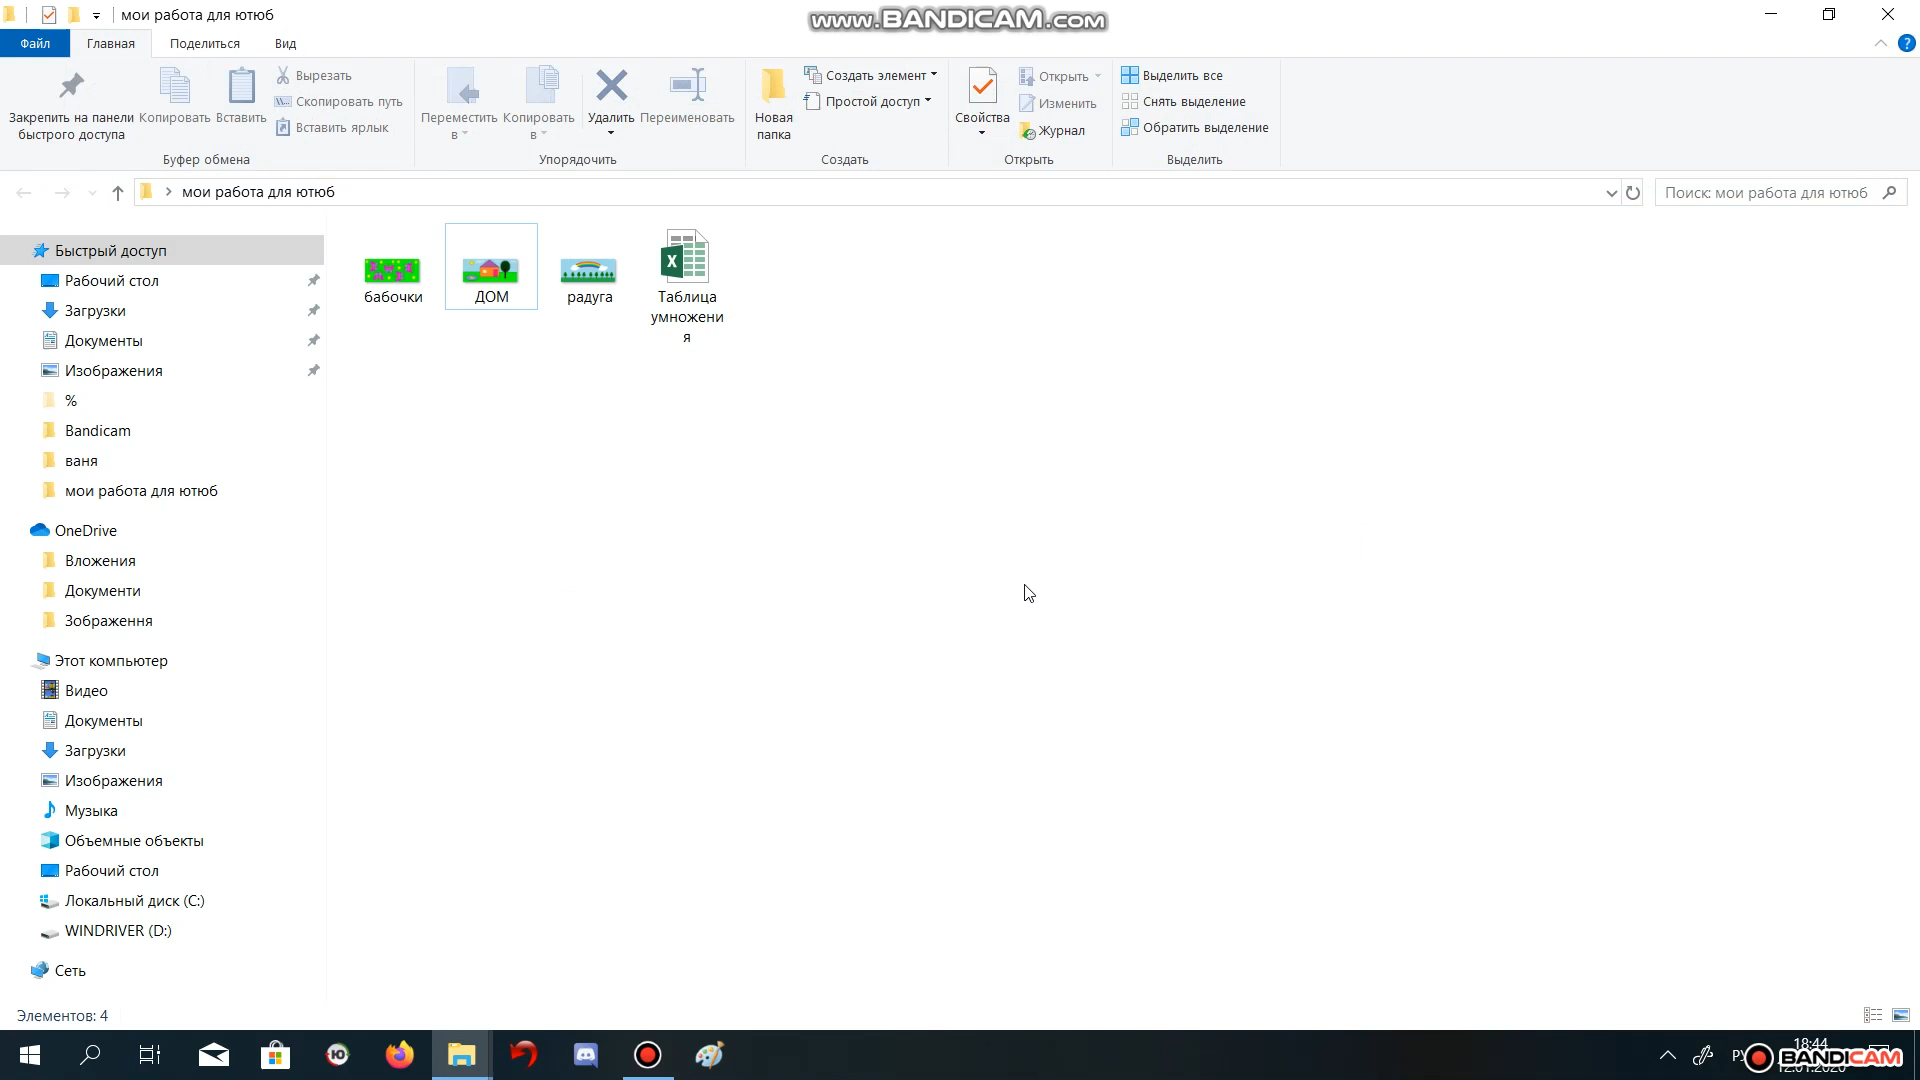 мои работа для ютюб
www.BANDICAM.com
Файл
Главная
Поделиться
Вид
Закрепить на панели
быстрого доступа
Копировать
Вставить
Вырезать
Скопировать путь
Вставить ярлык
Буфер обмена
Переместить
в
Копировать
в
Удалить
Переименовать
Упорядочить
Новая
папка
Создать элемент
Простой доступ
Создать
Свойства
Открыть
Изменить
Журнал
Открыть
Выделить все
Снять выделение
Обратить выделение
Выделить
мои работа для ютюб
Поиск: мои работа для ютюб
Быстрый доступ
Рабочий стол
Загрузки
Документы
Изображения
%
Bandicam
ваня
мои работа для ютюб
OneDrive
Вложения
Документи
Зображення
Этот компьютер
Видео
Документы
Загрузки
Изображения
Музыка
Объемные объекты
Рабочий стол
Локальный диск (C:)
WINDRIVER (D:)
Сеть
бабочки
ДОМ
радуга
Таблица
умножени
я
Элементов: 4
18:44
BANDICAM